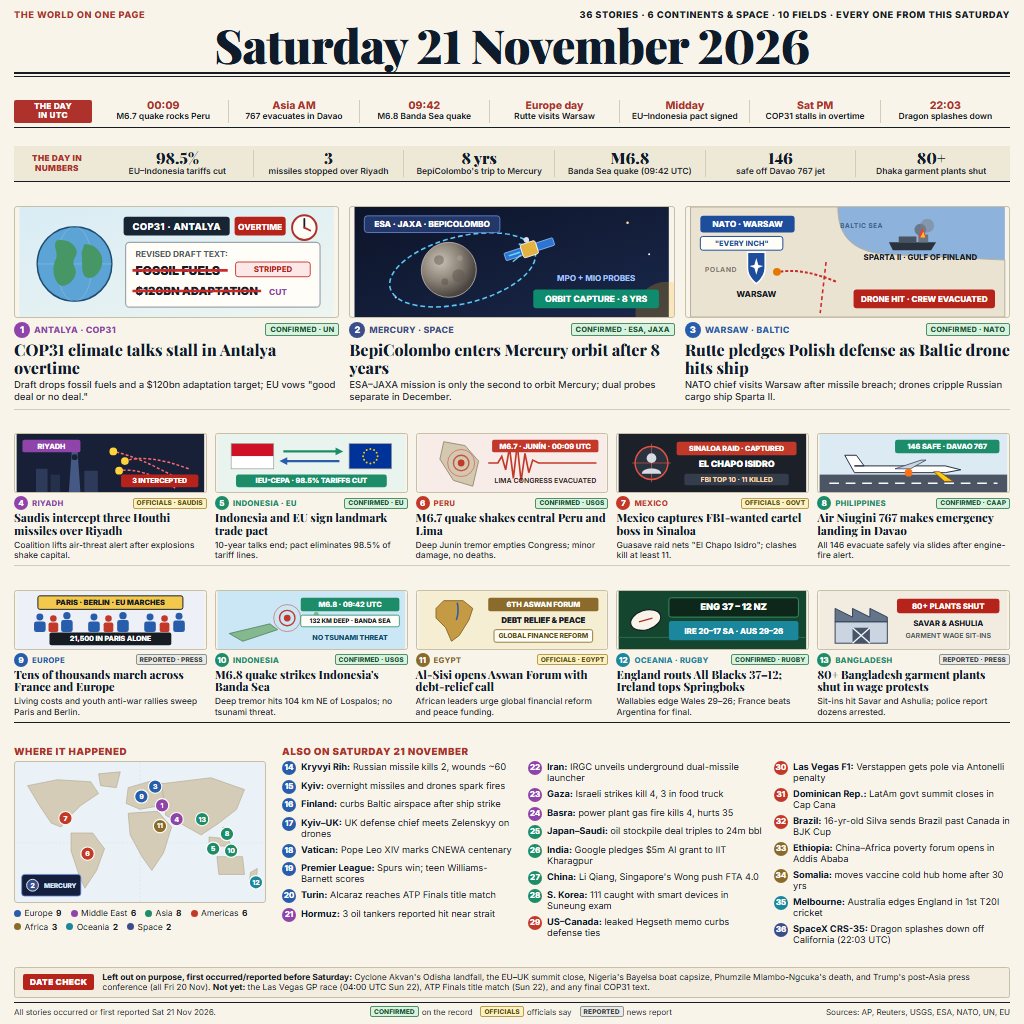 THE WORLD ON ONE PAGE
36 STORIES · 6 CONTINENTS & SPACE · 10 FIELDS · EVERY ONE FROM THIS SATURDAY
Saturday 21 November 2026
THE DAY
IN UTC
00:09
M6.7 quake rocks Peru
Asia AM
767 evacuates in Davao
09:42
M6.8 Banda Sea quake
Europe day
Rutte visits Warsaw
Midday
EU–Indonesia pact signed
Sat PM
COP31 stalls in overtime
22:03
Dragon splashes down
THE DAY IN
NUMBERS
98.5%
EU–Indonesia tariffs cut
3
missiles stopped over Riyadh
8 yrs
BepiColombo's trip to Mercury
M6.8
Banda Sea quake (09:42 UTC)
146
safe off Davao 767 jet
80+
Dhaka garment plants shut
COP31 · ANTALYA
OVERTIME
REVISED DRAFT TEXT:
FOSSIL FUELS
STRIPPED
$120BN ADAPTATION
CUT
1 ANTALYA · COP31
CONFIRMED · UN
COP31 climate talks stall in Antalya
overtime
Draft drops fossil fuels and a $120bn adaptation target; EU vows "good
deal or no deal."
ESA · JAXA · BEPICOLOMBO
MPO + MIO PROBES
ORBIT CAPTURE · 8 YRS
2 MERCURY · SPACE
CONFIRMED · ESA, JAXA
BepiColombo enters Mercury orbit after 8
years
ESA–JAXA mission is only the second to orbit Mercury; dual probes
separate in December.
NATO · WARSAW
"EVERY INCH"
BALTIC SEA
SPARTA II · GULF OF FINLAND
POLAND
WARSAW
DRONE HIT · CREW EVACUATED
3 WARSAW · BALTIC
CONFIRMED · NATO
Rutte pledges Polish defense as Baltic drone
hits ship
NATO chief visits Warsaw after missile breach; drones cripple Russian
cargo ship Sparta II.
RIYADH
3 INTERCEPTED
4 RIYADH
OFFICIALS · SAUDIS
Saudis intercept three Houthi
missiles over Riyadh
Coalition lifts air-threat alert after explosions
shake capital.
IEU-CEPA · 98.5% TARIFFS CUT
5 INDONESIA · EU
CONFIRMED · EU
Indonesia and EU sign landmark
trade pact
10-year talks end; pact eliminates 98.5% of
tariff lines.
M6.7 · JUNÍN · 00:09 UTC
LIMA CONGRESS EVACUATED
6 PERU
CONFIRMED · USGS
M6.7 quake shakes central Peru and
Lima
Deep Junin tremor empties Congress; minor
damage, no deaths.
SINALOA RAID · CAPTURED
EL CHAPO ISIDRO
FBI TOP 10 · 11 KILLED
7 MEXICO
OFFICIALS · GOVT
Mexico captures FBI-wanted cartel
boss in Sinaloa
Guasave raid nets "El Chapo Isidro"; clashes
kill at least 11.
146 SAFE · DAVAO 767
8 PHILIPPINES
CONFIRMED · CAAP
Air Niugini 767 makes emergency
landing in Davao
All 146 evacuate safely via slides after engine-
fire alert.
PARIS · BERLIN · EU MARCHES
21,500 IN PARIS ALONE
9 EUROPE
REPORTED · PRESS
Tens of thousands march across
France and Europe
Living costs and youth anti-war rallies sweep
Paris and Berlin.
M6.8 · 09:42 UTC
132 KM DEEP · BANDA SEA
NO TSUNAMI THREAT
10 INDONESIA
CONFIRMED · USGS
M6.8 quake strikes Indonesia's
Banda Sea
Deep tremor hits 104 km NE of Lospalos; no
tsunami threat.
6TH ASWAN FORUM
DEBT RELIEF & PEACE
GLOBAL FINANCE REFORM
11 EGYPT
OFFICIALS · EGYPT
Al-Sisi opens Aswan Forum with
debt-relief call
African leaders urge global financial reform
and peace funding.
ENG 37 – 12 NZ
IRE 20–17 SA · AUS 29–26
12 OCEANIA · RUGBY
CONFIRMED · RUGBY
England routs All Blacks 37–12;
Ireland tops Springboks
Wallabies edge Wales 29–26; France beats
Argentina for final.
80+ PLANTS SHUT
SAVAR & ASHULIA
GARMENT WAGE SIT-INS
13 BANGLADESH
REPORTED · PRESS
80+ Bangladesh garment plants
shut in wage protests
Sit-ins hit Savar and Ashulia; police report
dozens arrested.
WHERE IT HAPPENED
3
9
1
7
4
13
11
8
5
10
6
12
2 MERCURY
Europe 9 Middle East 6 Asia 8 Americas 6
Africa 3 Oceania 2 Space 2
ALSO ON SATURDAY 21 NOVEMBER
14 Kryvyi Rih: Russian missile kills 2, wounds ~60
15 Kyiv: overnight missiles and drones spark fires
16 Finland: curbs Baltic airspace after ship strike
17 Kyiv–UK: UK defense chief meets Zelenskyy on
drones
18 Vatican: Pope Leo XIV marks CNEWA centenary
19 Premier League: Spurs win; teen Williams-
Barnett scores
20 Turin: Alcaraz reaches ATP Finals title match
21 Hormuz: 3 oil tankers reported hit near strait
22 Iran: IRGC unveils underground dual-missile
launcher
23 Gaza: Israeli strikes kill 4, 3 in food truck
24 Basra: power plant gas fire kills 4, hurts 35
25 Japan–Saudi: oil stockpile deal triples to 24m bbl
26 India: Google pledges $5m AI grant to IIT
Kharagpur
27 China: Li Qiang, Singapore's Wong push FTA 4.0
28 S. Korea: 111 caught with smart devices in
Suneung exam
29 US–Canada: leaked Hegseth memo curbs
defense ties
30 Las Vegas F1: Verstappen gets pole via Antonelli
penalty
31 Dominican Rep.: LatAm govt summit closes in
Cap Cana
32 Brazil: 16-yr-old Silva sends Brazil past Canada in
BJK Cup
33 Ethiopia: China–Africa poverty forum opens in
Addis Ababa
34 Somalia: moves vaccine cold hub home after 30
yrs
35 Melbourne: Australia edges England in 1st T20I
cricket
36 SpaceX CRS-35: Dragon splashes down off
California (22:03 UTC)
DATE CHECK
Left out on purpose, first occurred/reported before Saturday: Cyclone Akvan's Odisha landfall, the EU–UK summit close, Nigeria's Bayelsa boat capsize, Phumzile Mlambo-Ngcuka's death, and Trump's post-Asia press
conference (all Fri 20 Nov). Not yet: the Las Vegas GP race (04:00 UTC Sun 22), ATP Finals title match (Sun 22), and any final COP31 text.
All stories occurred or first reported Sat 21 Nov 2026.
CONFIRMED on the record OFFICIALS officials say REPORTED news report
Sources: AP, Reuters, USGS, ESA, NATO, UN, EU